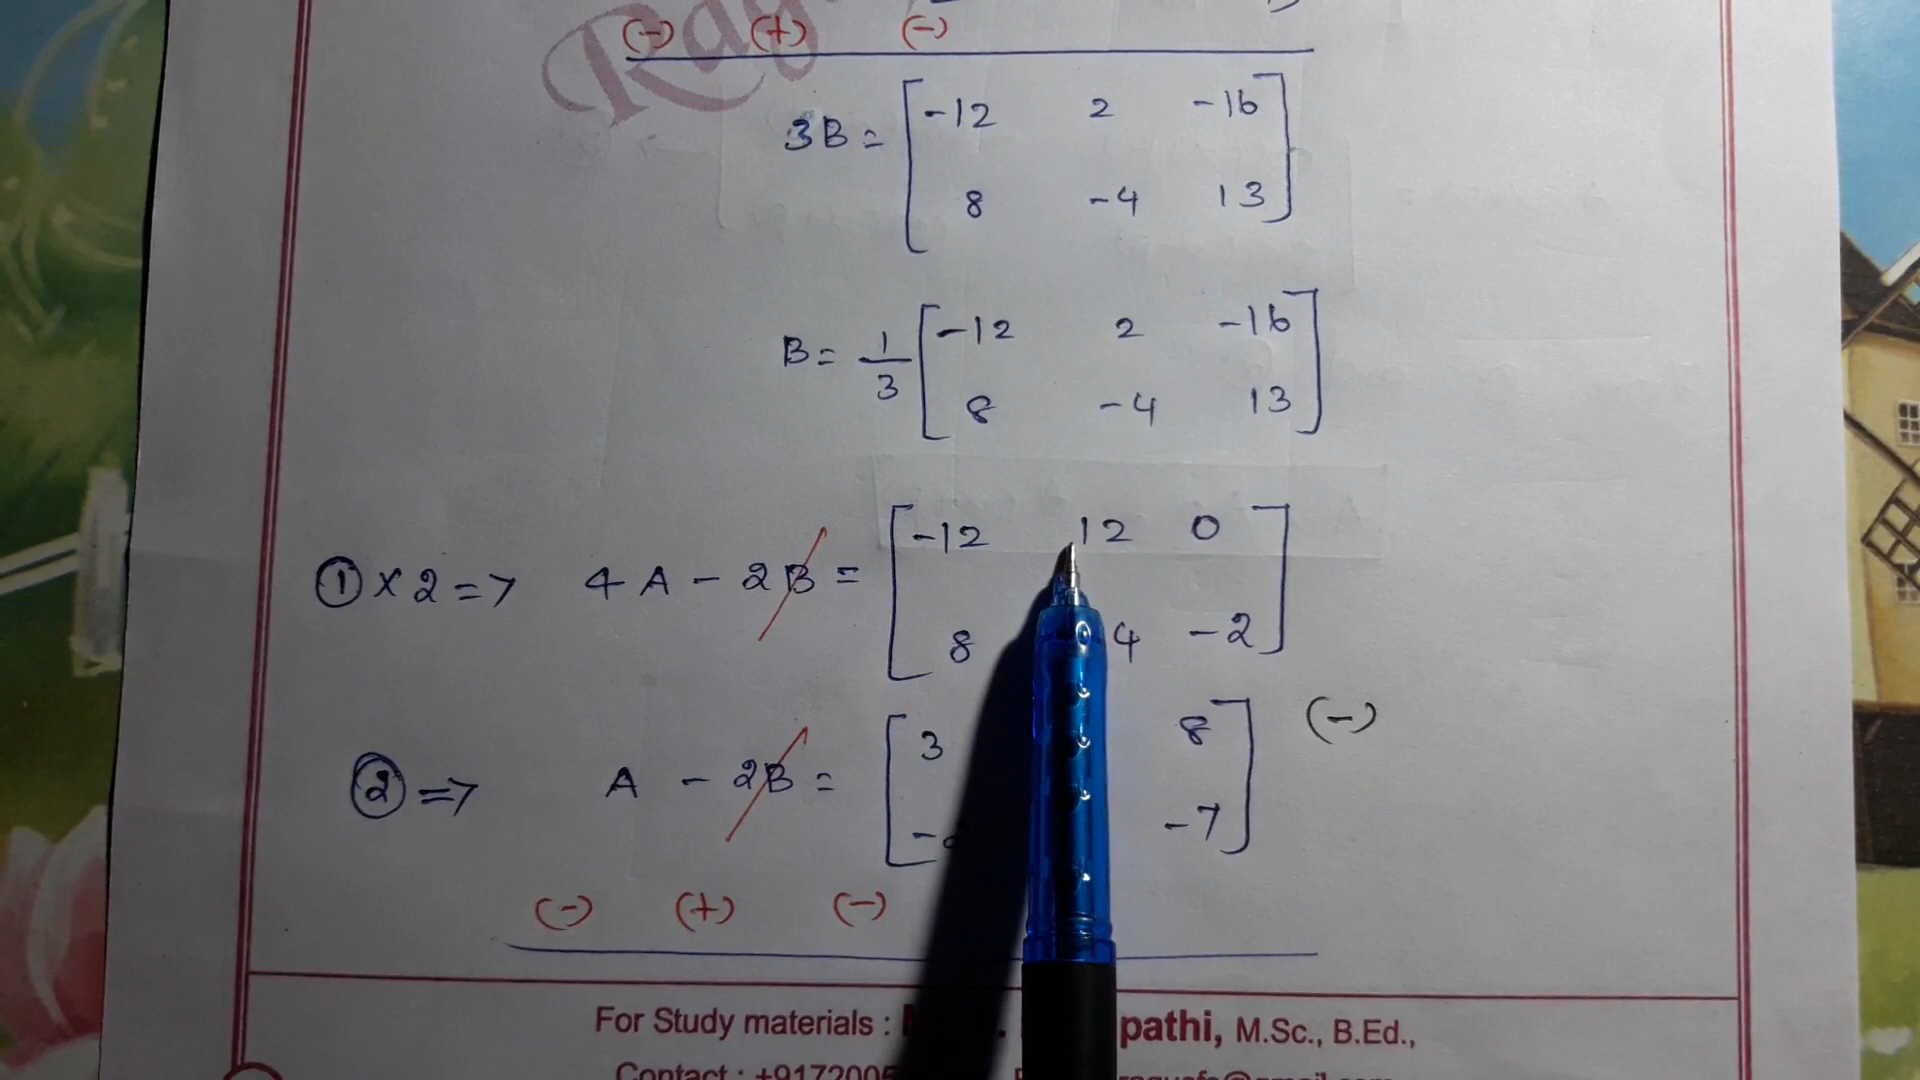 (-) (+) (-)
3B = [ -12 2 -16
8 -4 13 ]
B = 1/3 [ -12 2 -16
8 -4 13 ]
① × 2 => 4A - 2B = [ -12 12 0
8 4 -2 ]
② => A - 2B = [ 3 8
-7 ] (-)
(-) (+) (-)
For Study materials : pathi, M.Sc., B.Ed.,
Contact :